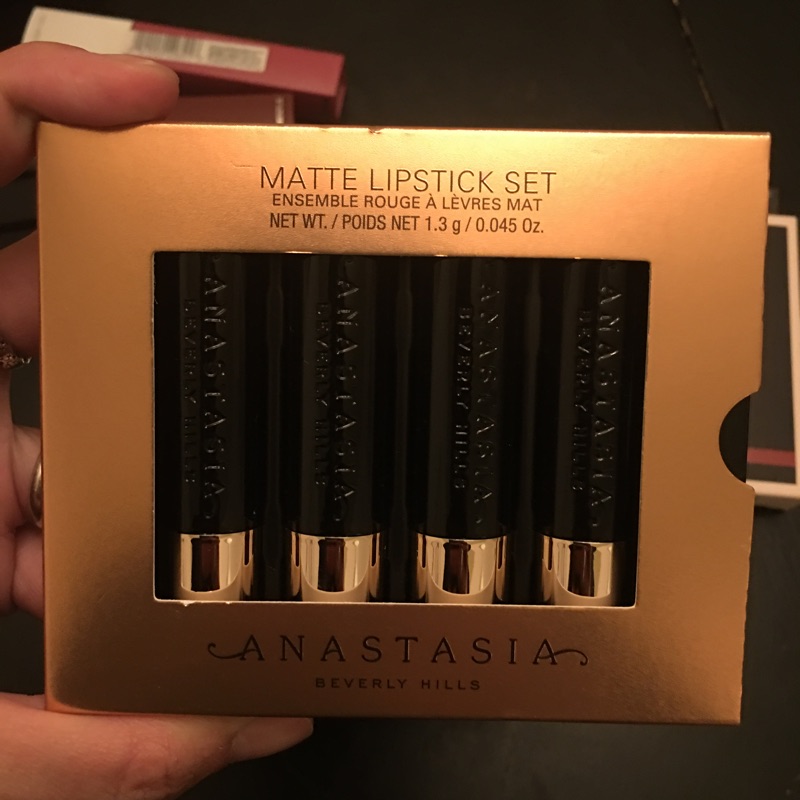 MATTE LIPSTICK SET
ENSEMBLE ROUGE À LÈVRES MAT
NET WT. / POIDS NET 1.3 g / 0.045 Oz.
ANASTASIA
BEVERLY HILLS
ANASTASIA
BEVERLY HILLS
ANASTASIA
BEVERLY HILLS
ANASTASIA
BEVERLY HILLS
ANASTASIA
BEVERLY HILLS